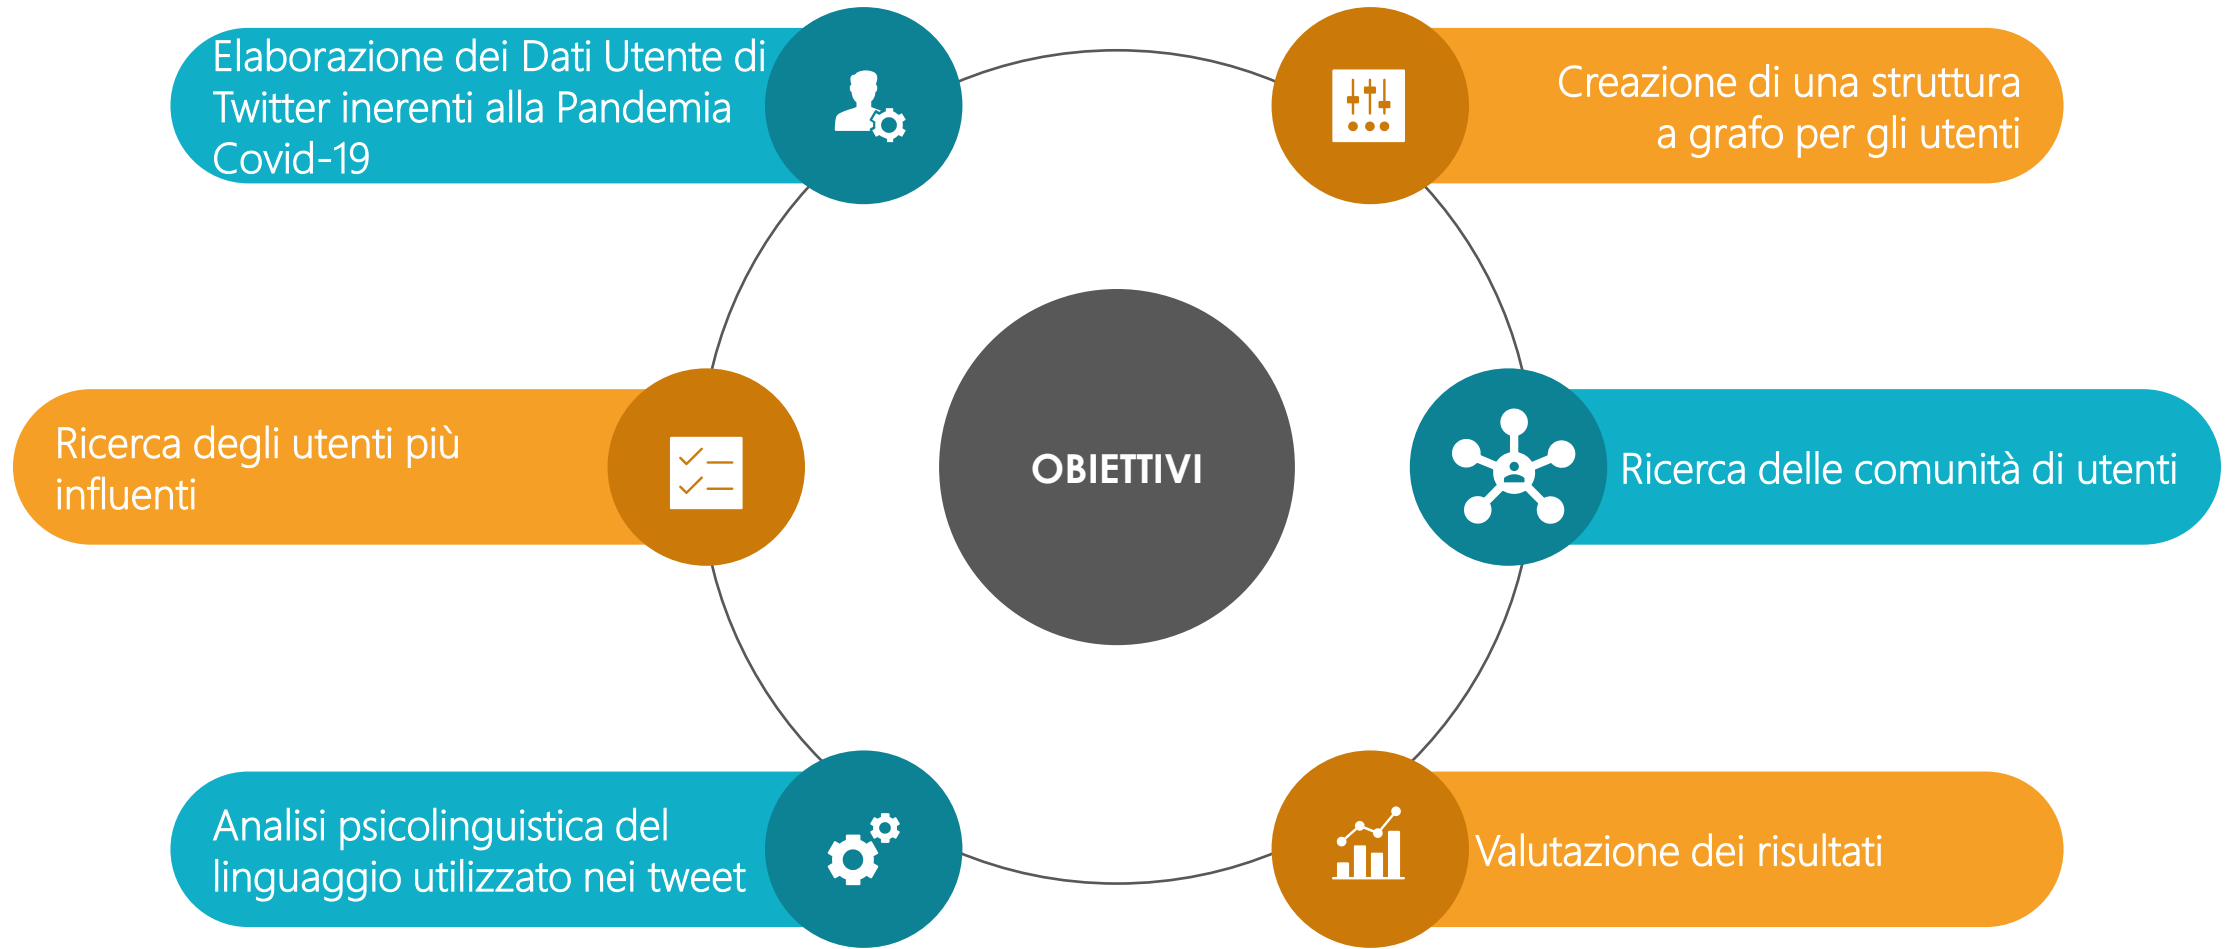 Elaborazione dei Dati Utente di
Twitter inerenti alla Pandemia
Covid-19
Creazione di una struttura
a grafo per gli utenti
Ricerca degli utenti più
influenti
OBIETTIVI
Ricerca delle comunità di utenti
Analisi psicolinguistica del
linguaggio utilizzato nei tweet
Valutazione dei risultati